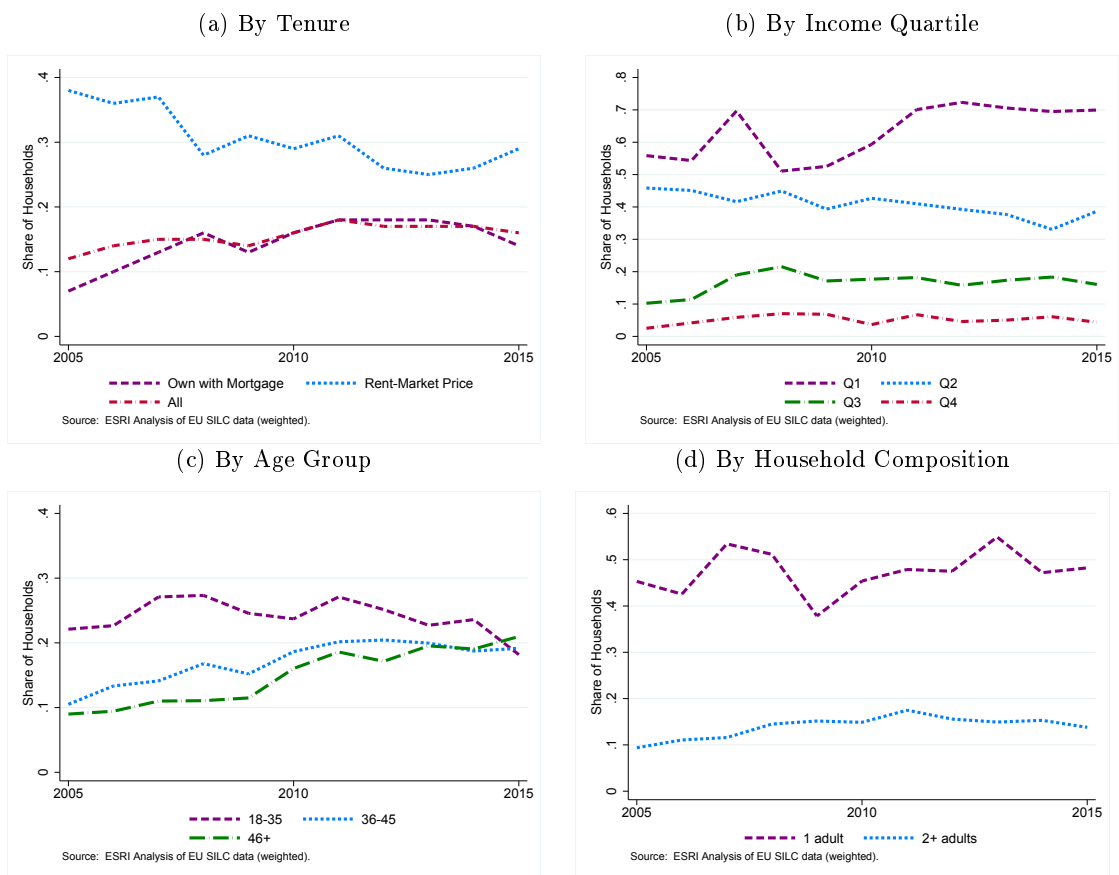 (a) By Tenure
Share of Households
.4
.3
.2
.1
0
2005 2010 2015
Own with Mortgage Rent-Market Price
All
Source: ESRI Analysis of EU SILC data (weighted).
(b) By Income Quartile
Share of Households
.8
.7
.6
.5
.4
.3
.2
.1
0
2005 2010 2015
Q1 Q2
Q3 Q4
Source: ESRI Analysis of EU SILC data (weighted).
(c) By Age Group
Share of Households
.4
.3
.2
.1
0
2005 2010 2015
18-35 36-45
46+
Source: ESRI Analysis of EU SILC data (weighted).
(d) By Household Composition
Share of Households
.6
.5
.4
.3
.2
.1
0
2005 2010 2015
1 adult 2+ adults
Source: ESRI Analysis of EU SILC data (weighted).